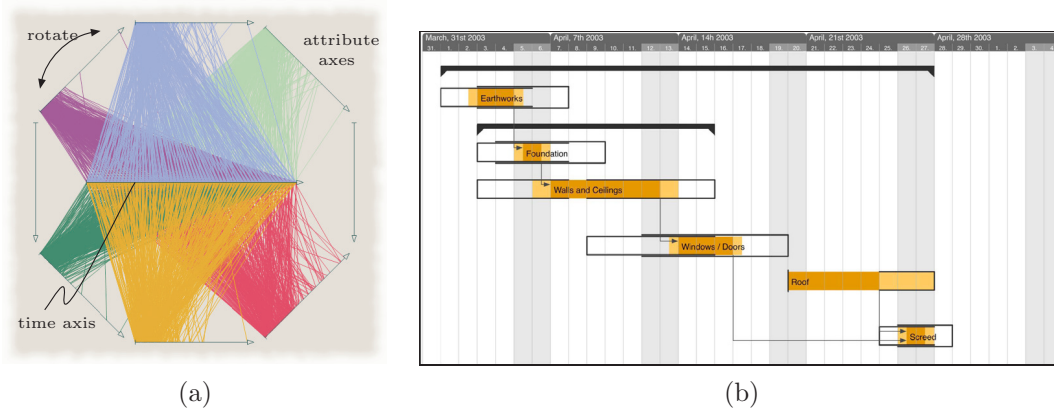 rotate
attribute
axes
time axis
(a)
March, 31st 2003 April, 7th 2003 April, 14h 2003 April, 21st 2003 April, 28th 2003
31. 1. 2. 3. 4. 5. 6. 7. 8. 9. 10. 11. 12. 13. 14. 15. 16. 17. 18. 19. 20. 21. 22. 23. 24. 25. 26. 27. 28. 29. 30. 1. 2. 3. 4.
Earthworks
Foundation
Walls and Ceilings
Windows / Doors
Roof
Screed
(b)